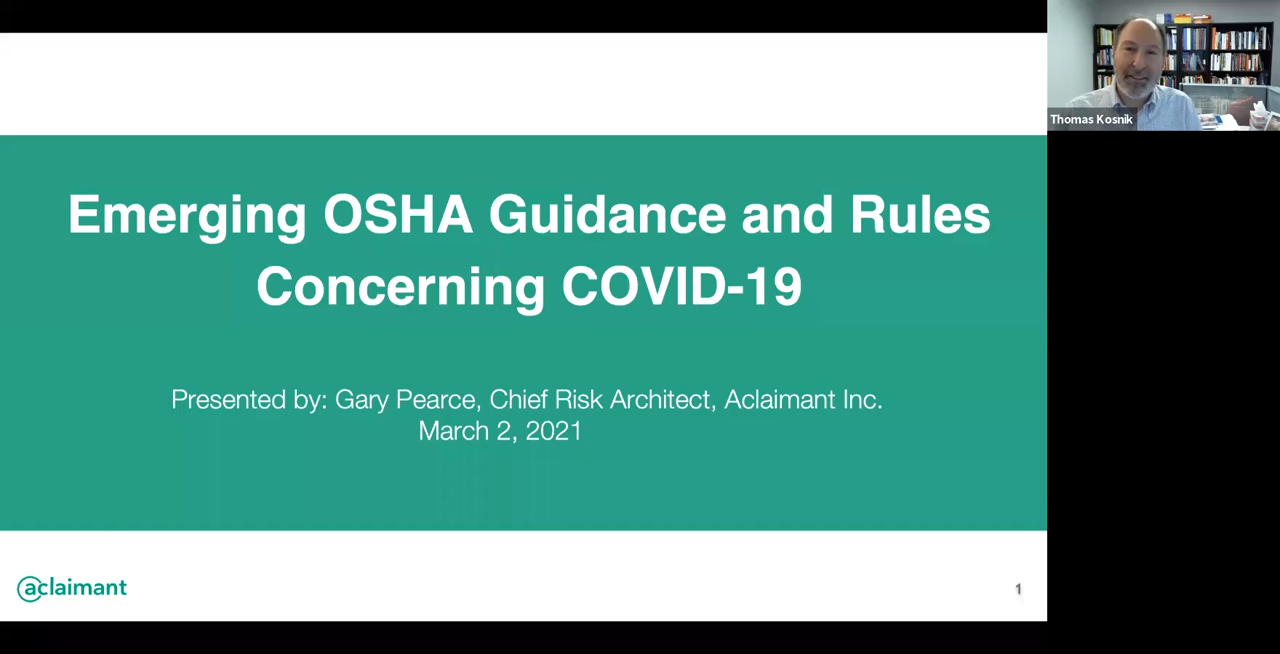 Emerging OSHA Guidance and Rules
Concerning COVID-19
Presented by: Gary Pearce, Chief Risk Architect, Aclaimant Inc.
March 2, 2021
aclaimant
1
Thomas Kosnik